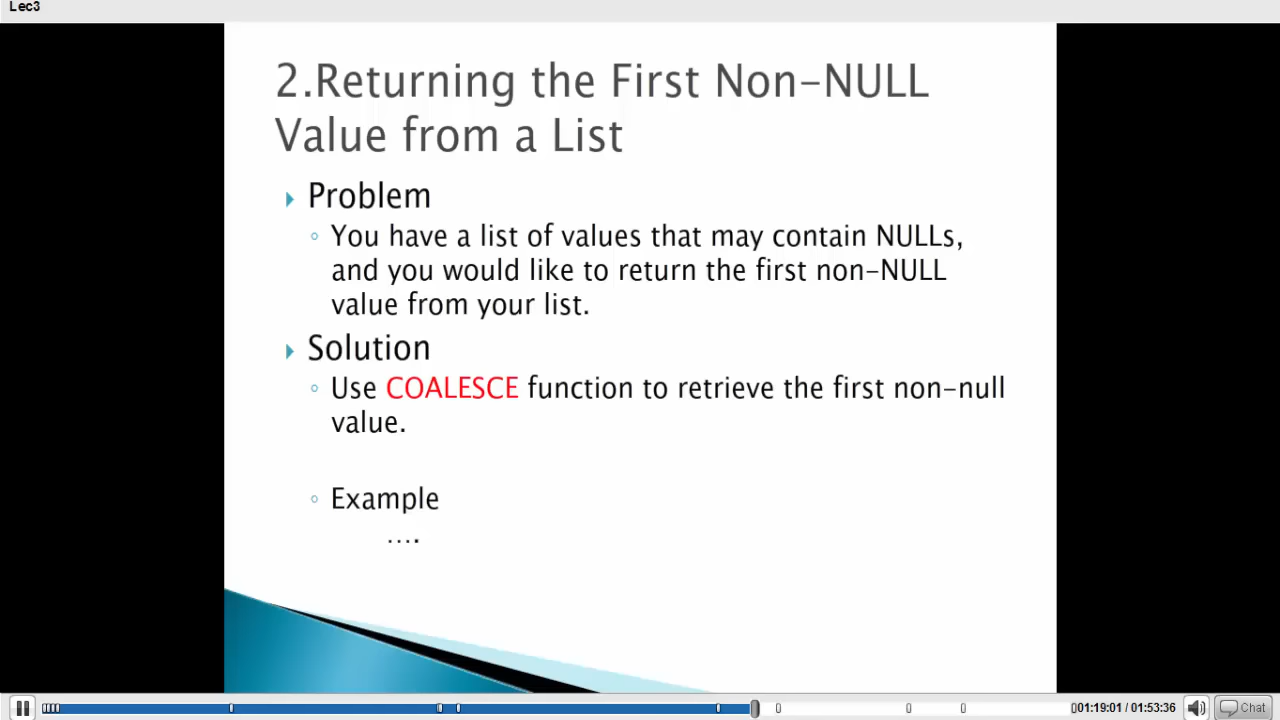 Lec3
2.Returning the First Non-NULL
Value from a List
Problem
You have a list of values that may contain NULLs,
and you would like to return the first non-NULL
value from your list.
Solution
Use COALESCE function to retrieve the first non-null
value.
Example
....
01:19:01 / 01:53:36
Chat